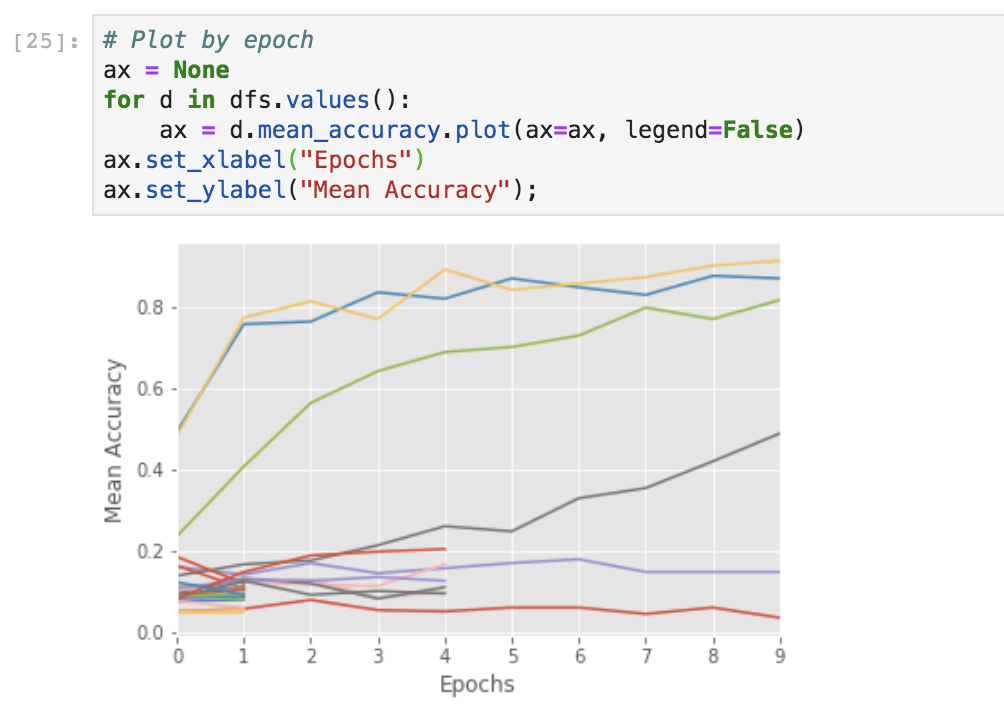 [25]: # Plot by epoch
ax = None
for d in dfs.values():
    ax = d.mean_accuracy.plot(ax=ax, legend=False)
ax.set_xlabel("Epochs")
ax.set_ylabel("Mean Accuracy");
0.8
0.6
0.4
0.2
0.0
Mean Accuracy
0 1 2 3 4 5 6 7 8 9
Epochs